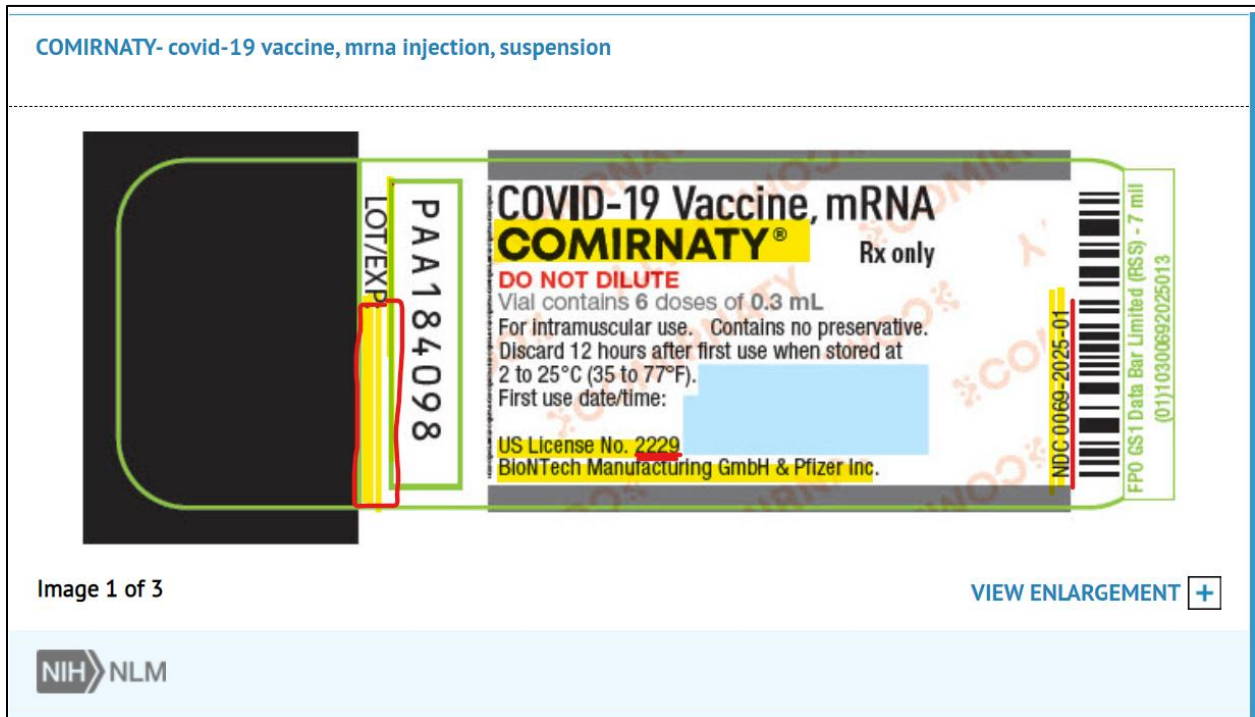 COMIRNATY- covid-19 vaccine, mrna injection, suspension
LOT/EXP
PAA184098
COVID-19 Vaccine, mRNA
COMIRNATY®
Rx only
DO NOT DILUTE
Vial contains 6 doses of 0.3 mL
For intramuscular use. Contains no preservative.
Discard 12 hours after first use when stored at
2 to 25°C (35 to 77°F).
First use date/time:
US License No. 2229
BioNTech Manufacturing GmbH & Pfizer Inc.
NDC 0069-2025-01
FPO GS1 Data Bar Limited (RSS) - 7 mil
(01)10300692025013
Image 1 of 3
VIEW ENLARGEMENT +
NIH NLM